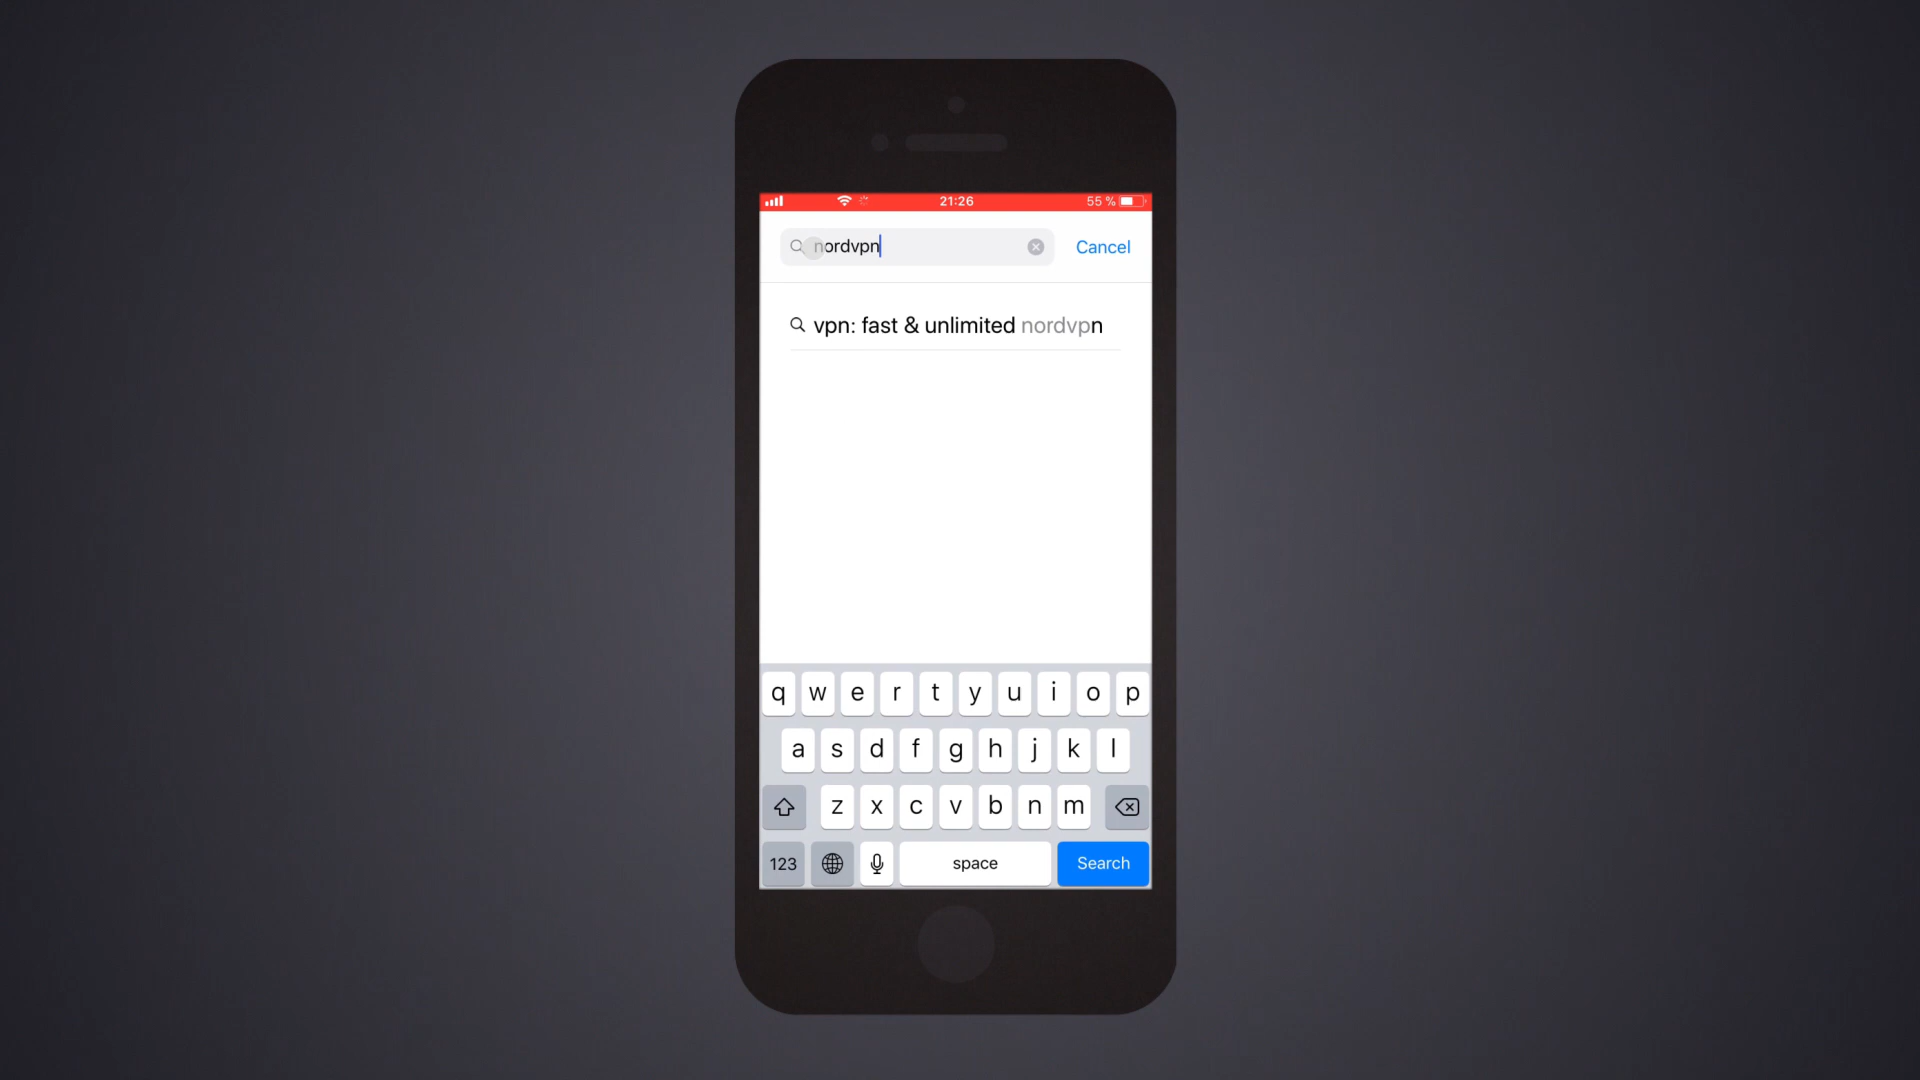 21:26
55 %
nordvpn
Cancel
vpn: fast & unlimited nordvpn
q w e r t y u i o p
a s d f g h j k l
z x c v b n m
123
space
Search